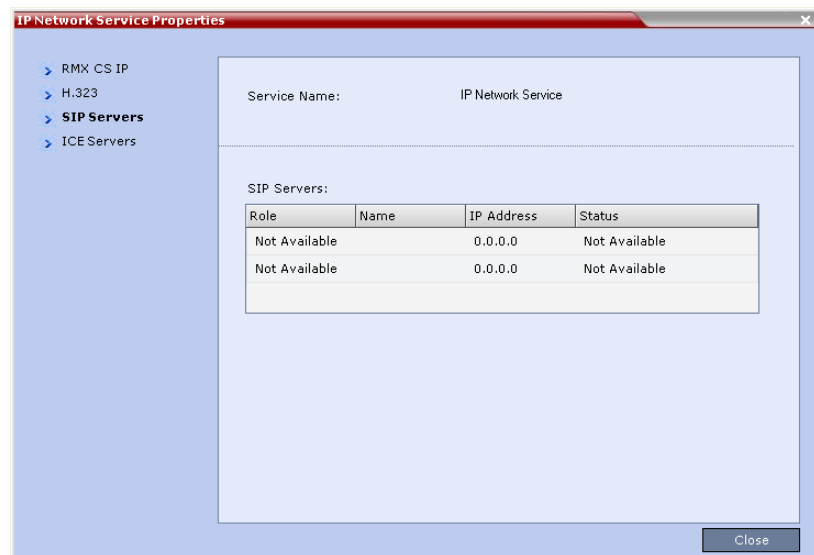 IP Network Service Properties
RMX CS IP
H.323
SIP Servers
ICE Servers
Service Name: IP Network Service
SIP Servers:
Role Name IP Address Status
Not Available 0.0.0.0 Not Available
Not Available 0.0.0.0 Not Available
Close